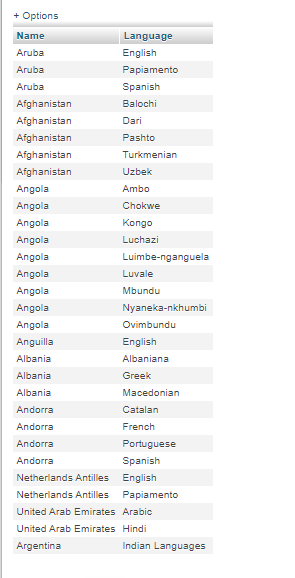 + Options
Name Language
Aruba English
Aruba Papiamento
Aruba Spanish
Afghanistan Balochi
Afghanistan Dari
Afghanistan Pashto
Afghanistan Turkmenian
Afghanistan Uzbek
Angola Ambo
Angola Chokwe
Angola Kongo
Angola Luchazi
Angola Luimbe-nganguela
Angola Luvale
Angola Mbundu
Angola Nyaneka-nkhumbi
Angola Ovimbundu
Anguilla English
Albania Albaniana
Albania Greek
Albania Macedonian
Andorra Catalan
Andorra French
Andorra Portuguese
Andorra Spanish
Netherlands Antilles English
Netherlands Antilles Papiamento
United Arab Emirates Arabic
United Arab Emirates Hindi
Argentina Indian Languages